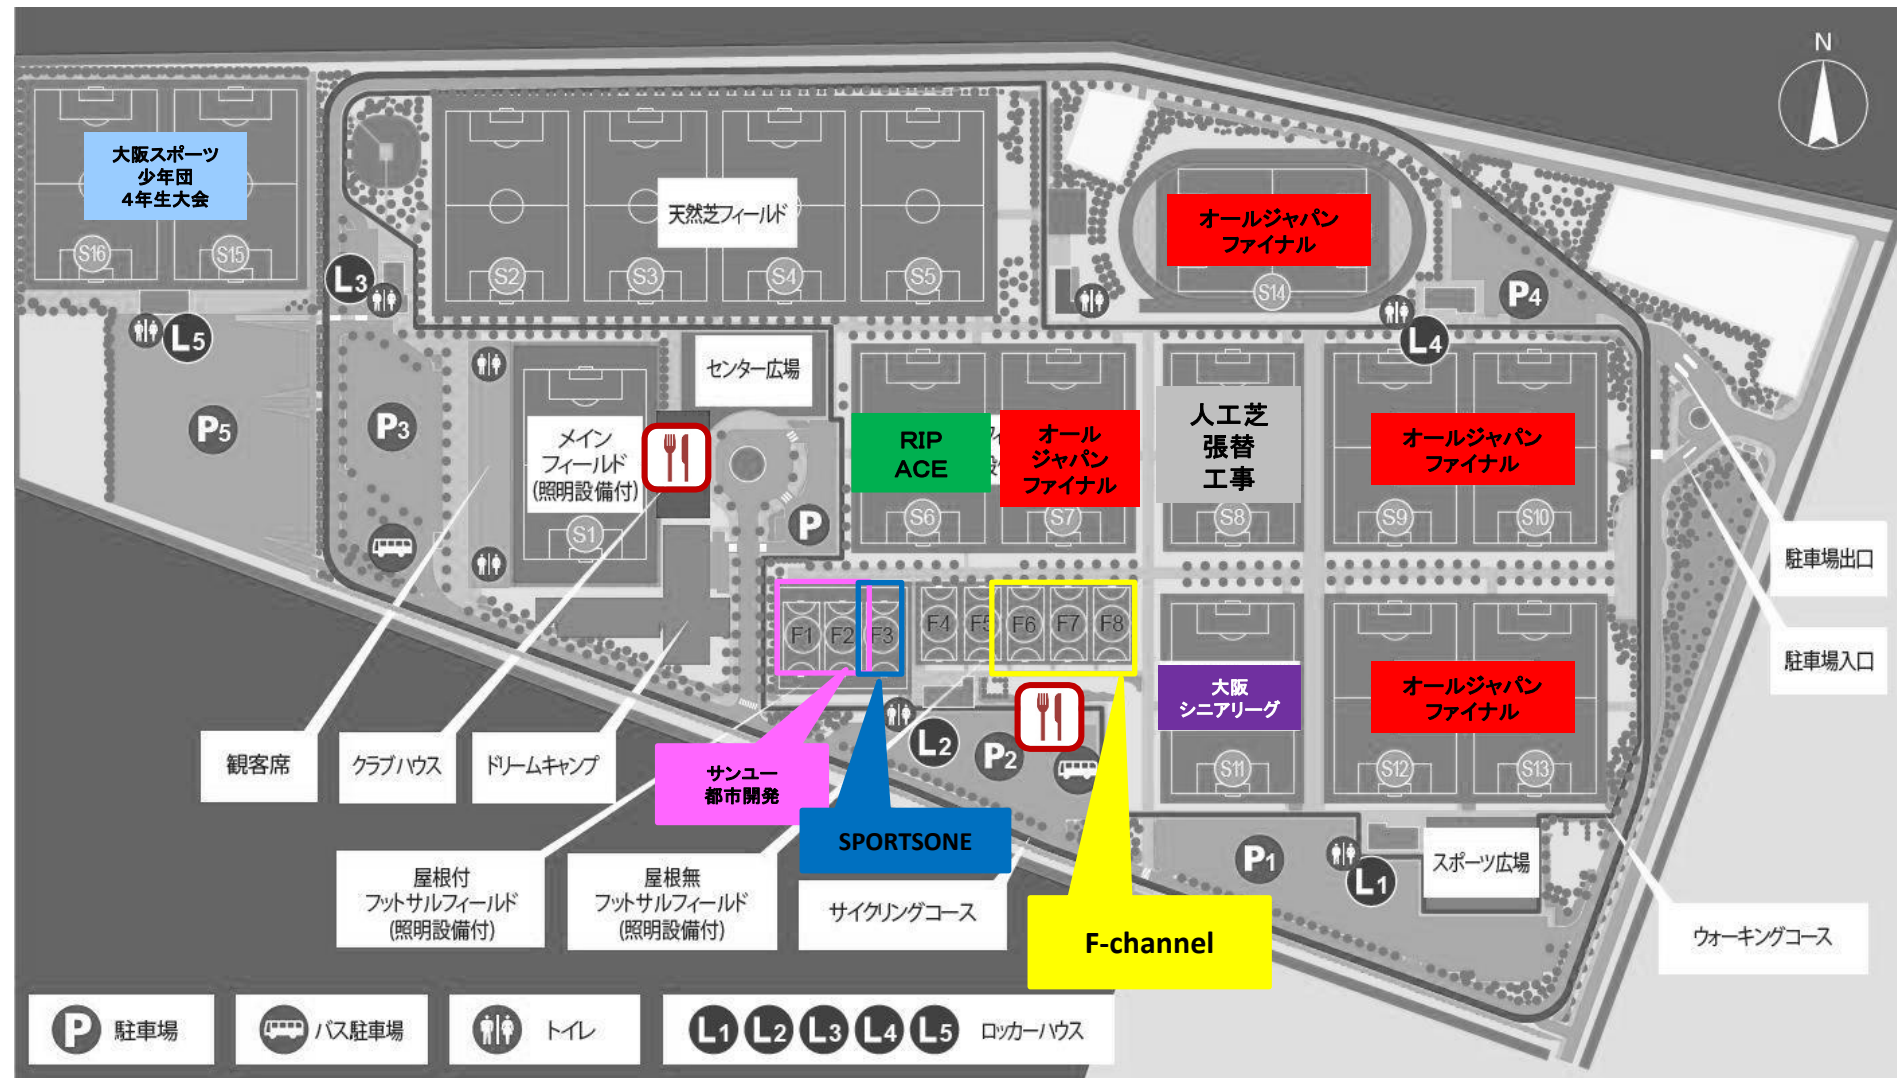 N
大阪スポーツ
少年団
4年生大会
S16
S15
L3
L5
P5
P3
天然芝フィールド
S2
S3
S4
S5
オールジャパン
ファイナル
S14
P4
L4
センター広場
メイン
フィールド
(照明設備付)
S1
P
RIP
ACE
S6
オール
ジャパン
ファイナル
S7
人工芝
張替
工事
S8
オールジャパン
ファイナル
S9
S10
駐車場出口
駐車場入口
F1
F2
F3
F4
F5
F6
F7
F8
大阪
シニアリーグ
S11
オールジャパン
ファイナル
S12
S13
観客席
クラブハウス
ドリームキャンプ
サンユー
都市開発
L2
P2
SPORTSONE
P1
L1
スポーツ広場
屋根付
フットサルフィールド
(照明設備付)
屋根無
フットサルフィールド
(照明設備付)
サイクリングコース
F-channel
ウォーキングコース
P 駐車場
バス駐車場
トイレ
L1 L2 L3 L4 L5 ロッカーハウス